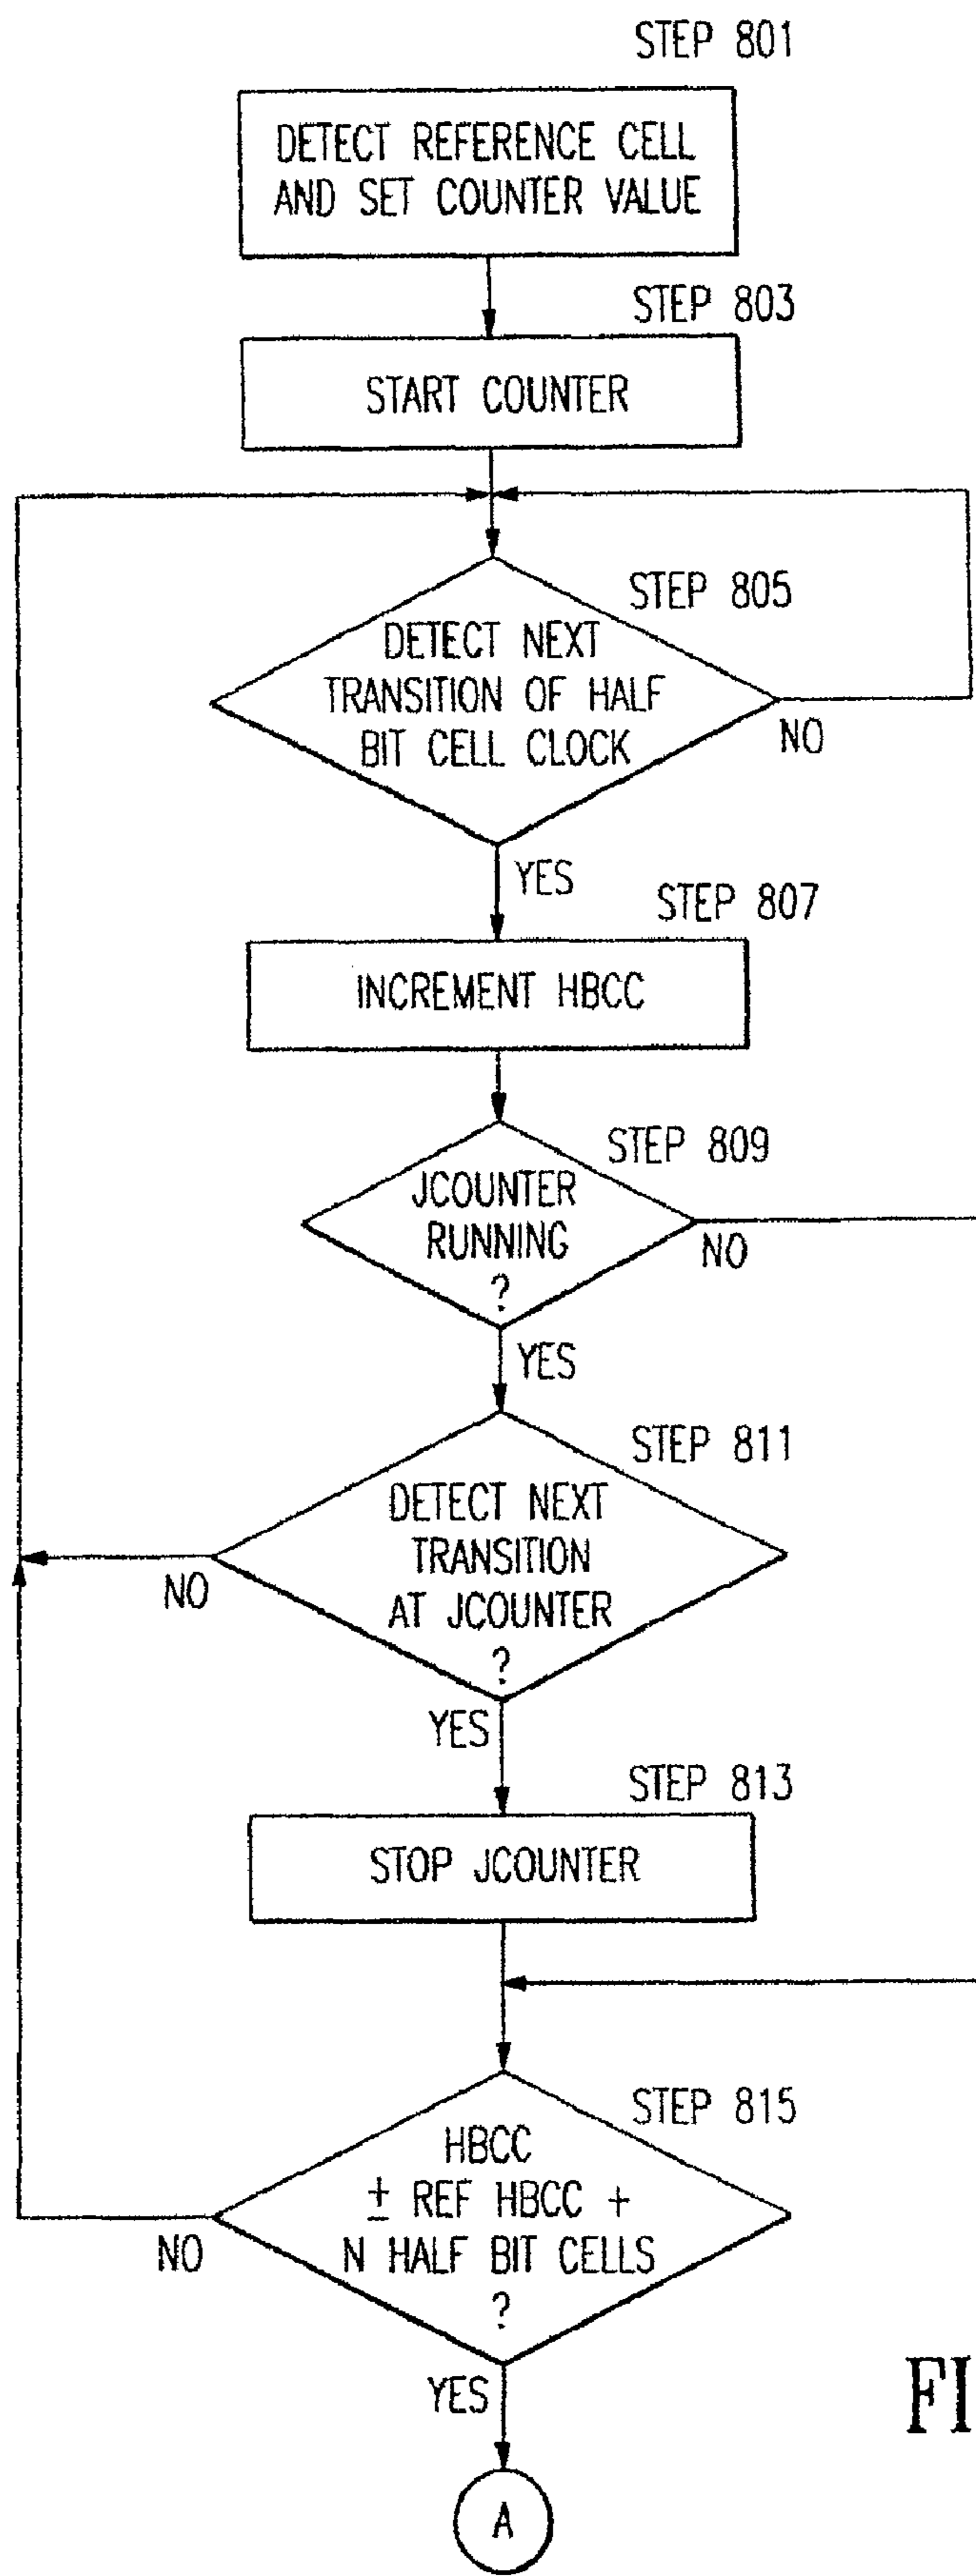 STEP 801
DETECT REFERENCE CELL
AND SET COUNTER VALUE
STEP 803
START COUNTER
STEP 805
DETECT NEXT
TRANSITION OF HALF
BIT CELL CLOCK
NO
YES
STEP 807
INCREMENT HBCC
STEP 809
JCOUNTER
RUNNING
?
NO
YES
STEP 811
DETECT NEXT
TRANSITION
AT JCOUNTER
?
NO
YES
STEP 813
STOP JCOUNTER
STEP 815
HBCC
± REF HBCC +
N HALF BIT CELLS
?
NO
YES
FI
A